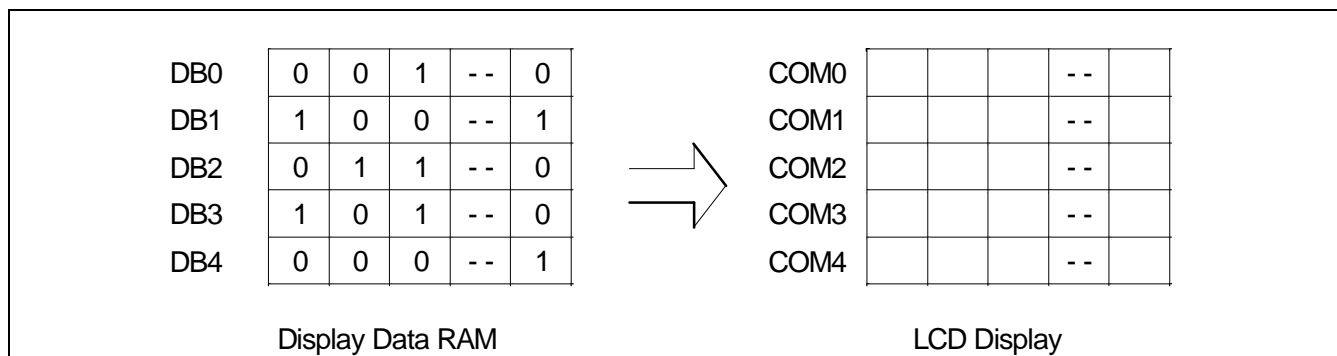 DB0 0 0 1 - - 0 COM0 - -
DB1 1 0 0 - - 1 COM1 - -
DB2 0 1 1 - - 0 COM2 - -
DB3 1 0 1 - - 0 COM3 - -
DB4 0 0 0 - - 1 COM4 - -
Display Data RAM LCD Display